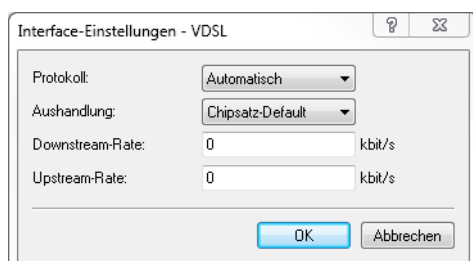 Interface-Einstellungen - VDSL
Protokoll: Automatisch
Aushandlung: Chipsatz-Default
Downstream-Rate: 0 kbit/s
Upstream-Rate: 0 kbit/s
OK Abbrechen